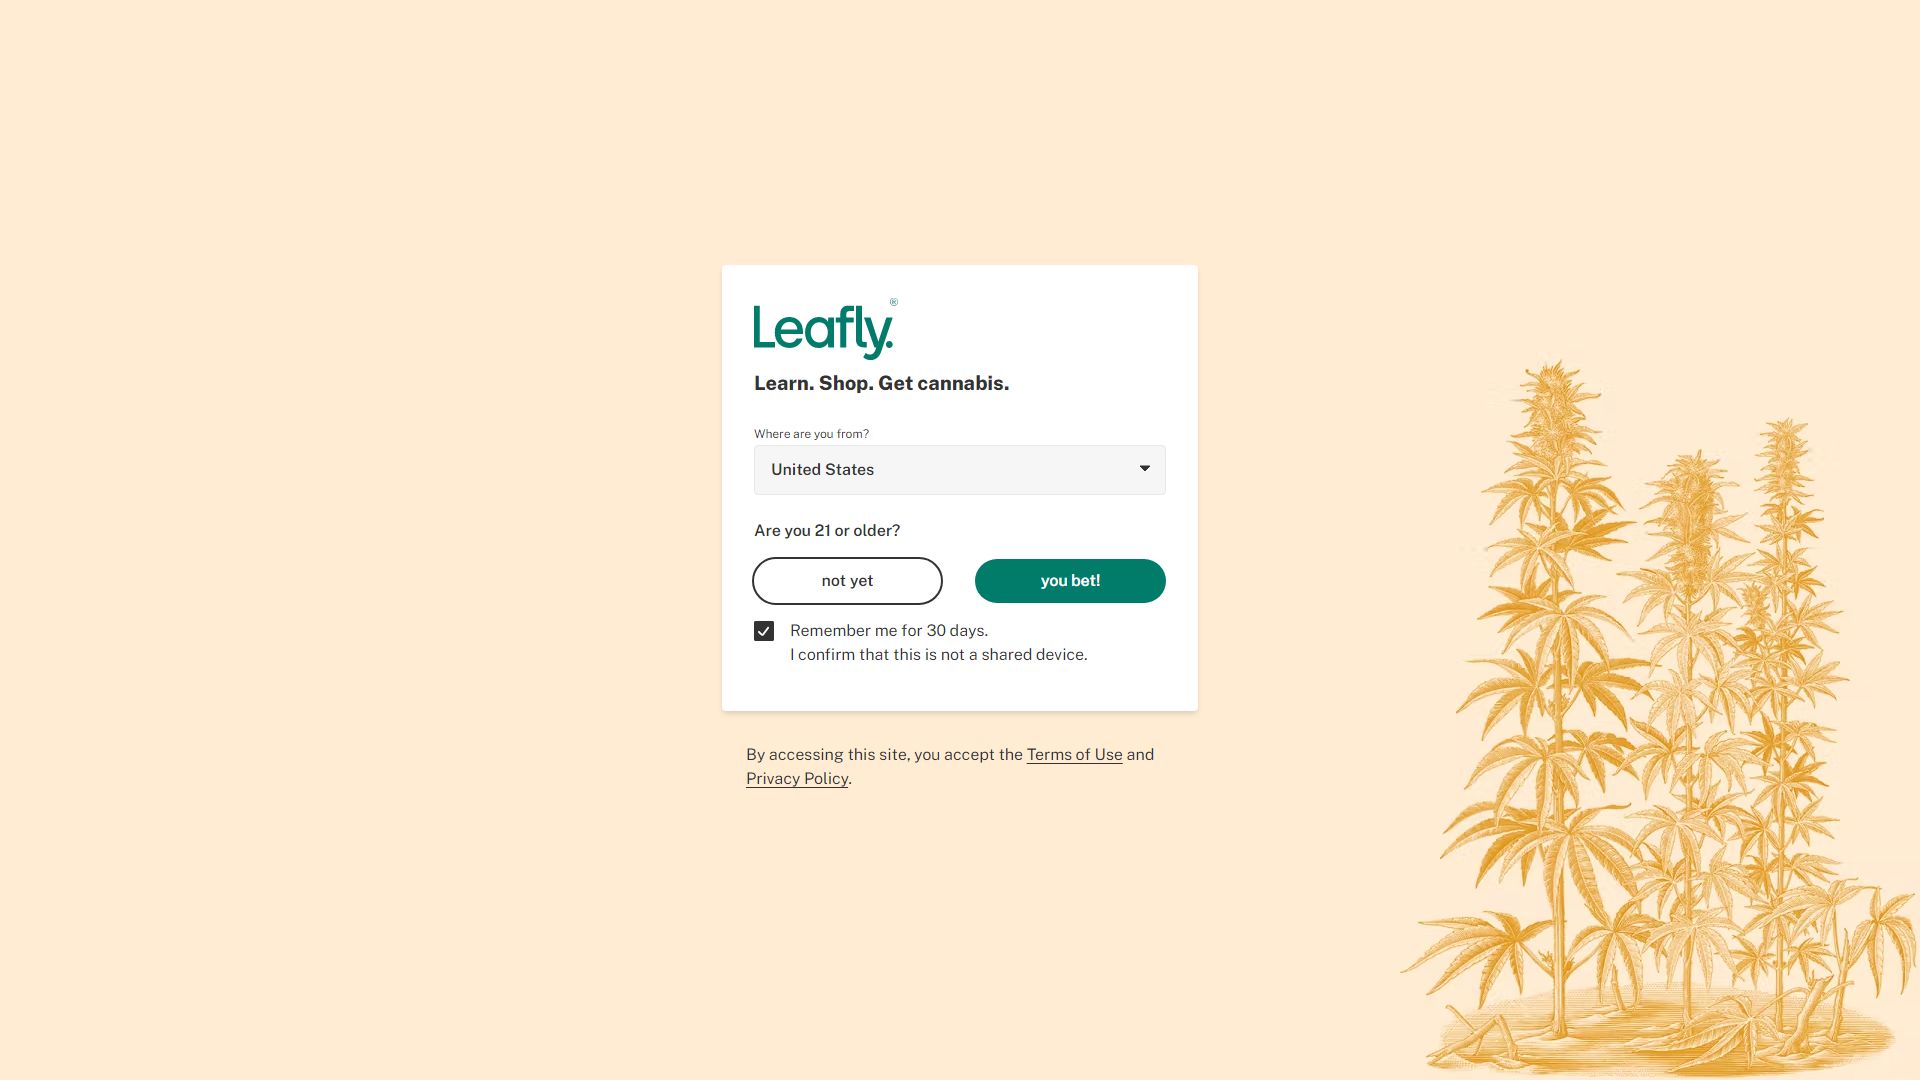 Leafly.®
Learn. Shop. Get cannabis.
Where are you from?
United States
Are you 21 or older?
not yet
you bet!
Remember me for 30 days.
I confirm that this is not a shared device.
By accessing this site, you accept the Terms of Use and
Privacy Policy.